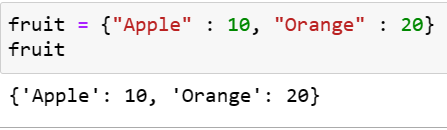 fruit = {"Apple" : 10, "Orange" : 20}
fruit
{'Apple': 10, 'Orange': 20}